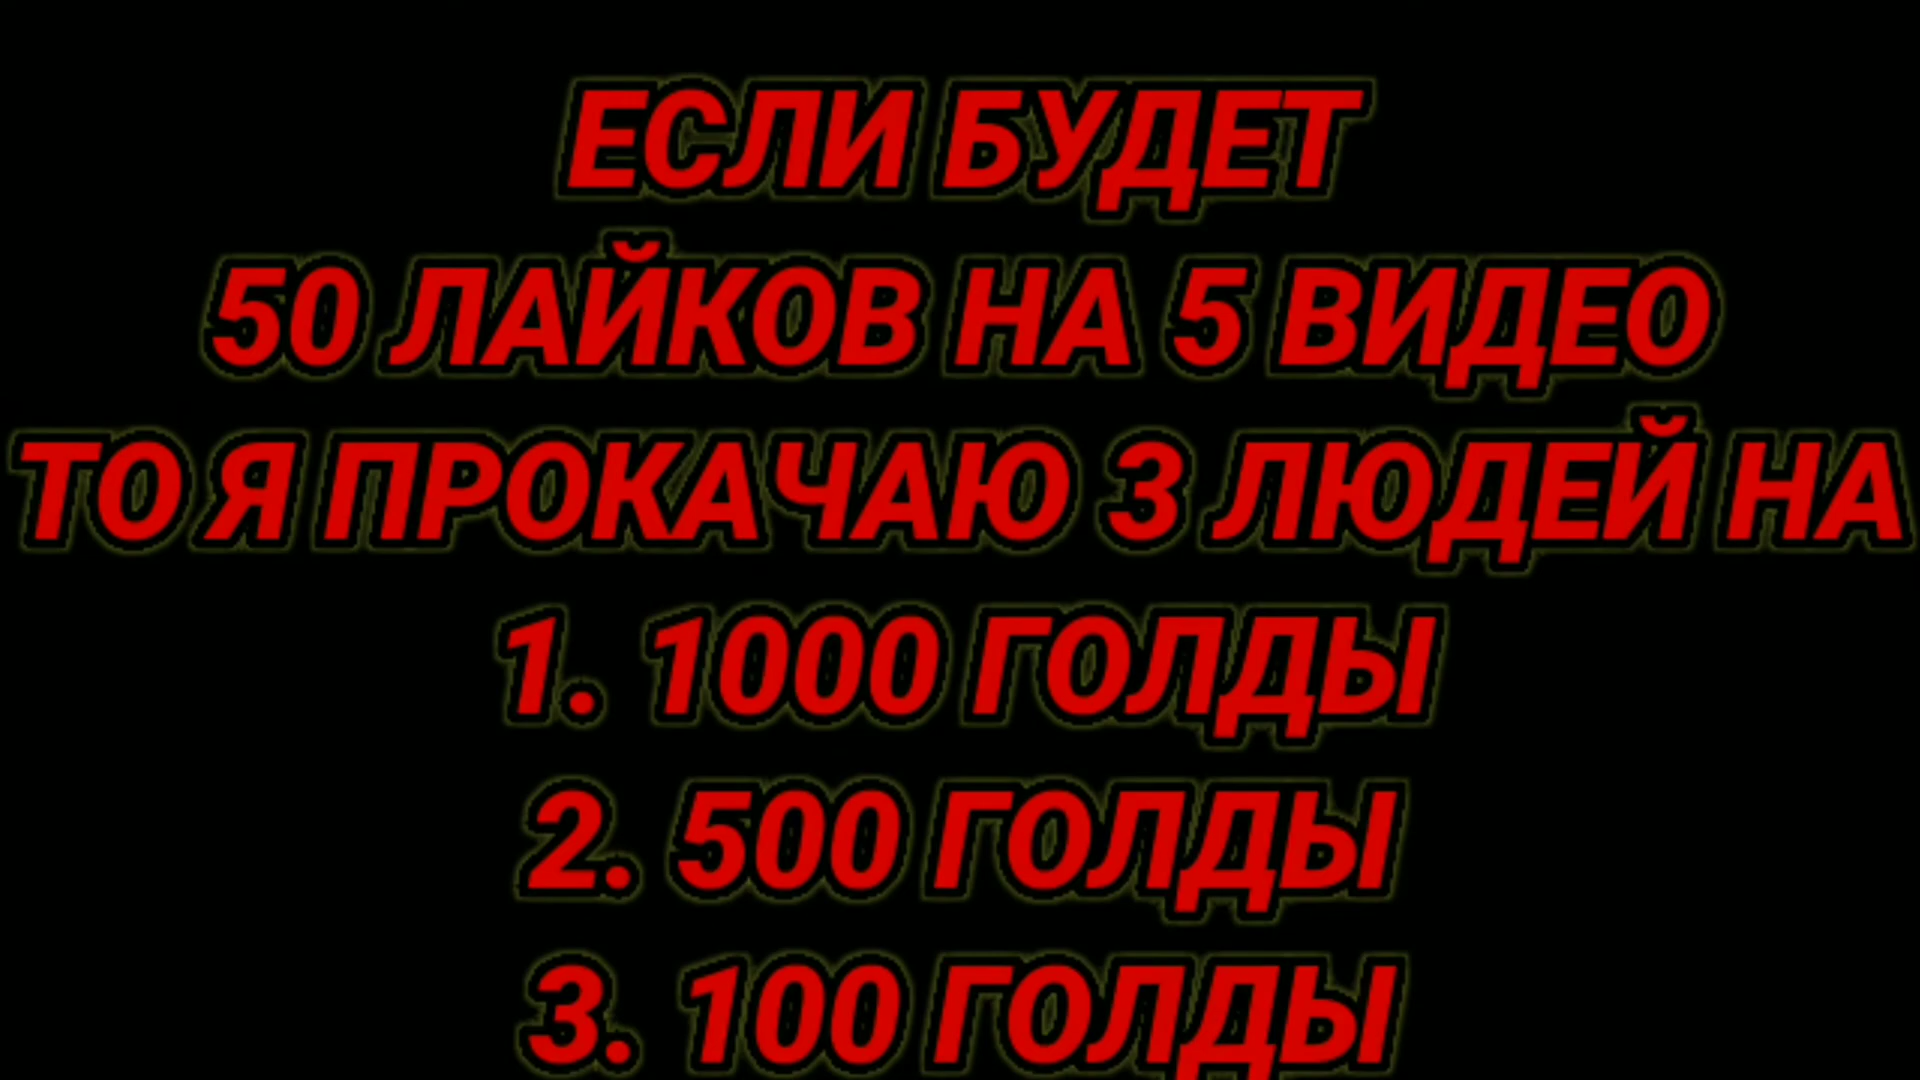 ЕСЛИ БУДЕТ
50 ЛАЙКОВ НА 5 ВИДЕО
ТО Я ПРОКАЧАЮ 3 ЛЮДЕЙ НА
1. 1000 ГОЛДЫ
2. 500 ГОЛДЫ
3. 100 ГОЛДЫ